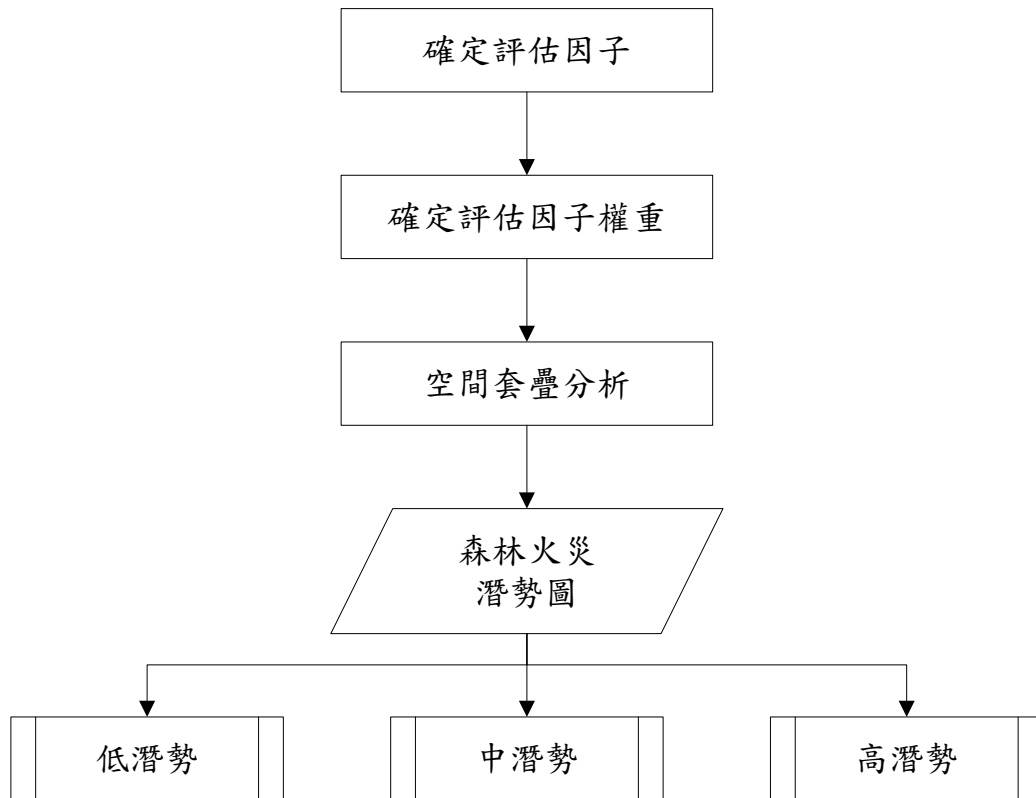 確定評估因子
確定評估因子權重
空間套疊分析
森林火災
潛勢圖
低潛勢
中潛勢
高潛勢